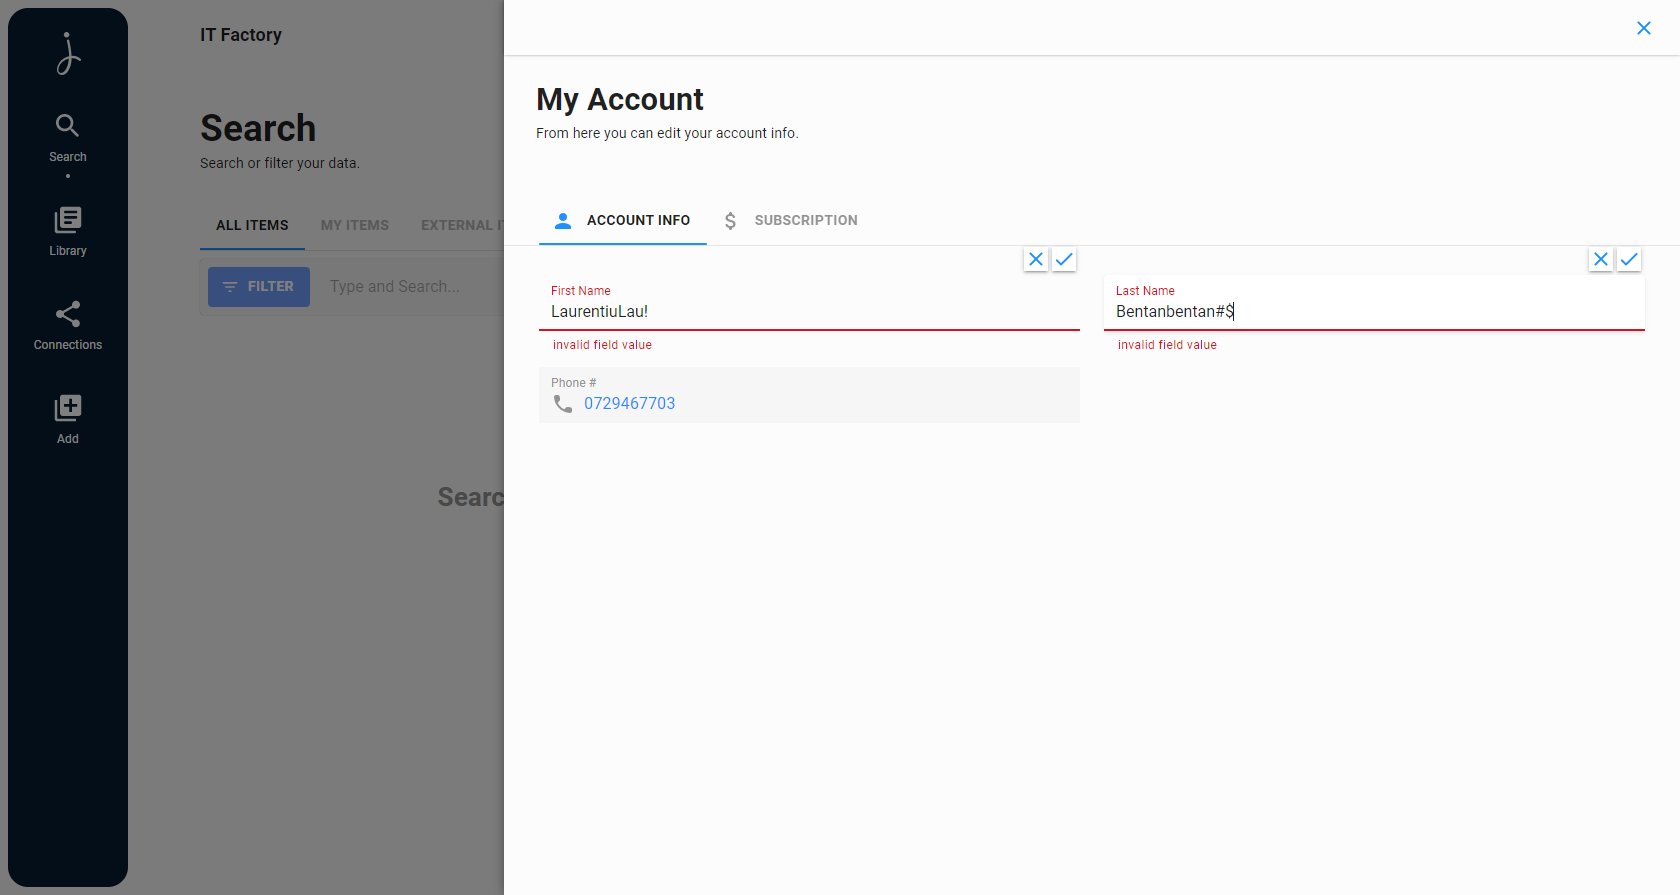 IT Factory
Search
Search or filter your data.
ALL ITEMS MY ITEMS EXTERNAL
FILTER Type and Search...
Search
Library
Connections
Add
My Account
From here you can edit your account info.
ACCOUNT INFO SUBSCRIPTION
First Name
LaurentiuLau!
invalid field value
Last Name
Bentanbentan#$
invalid field value
Phone #
0729467703